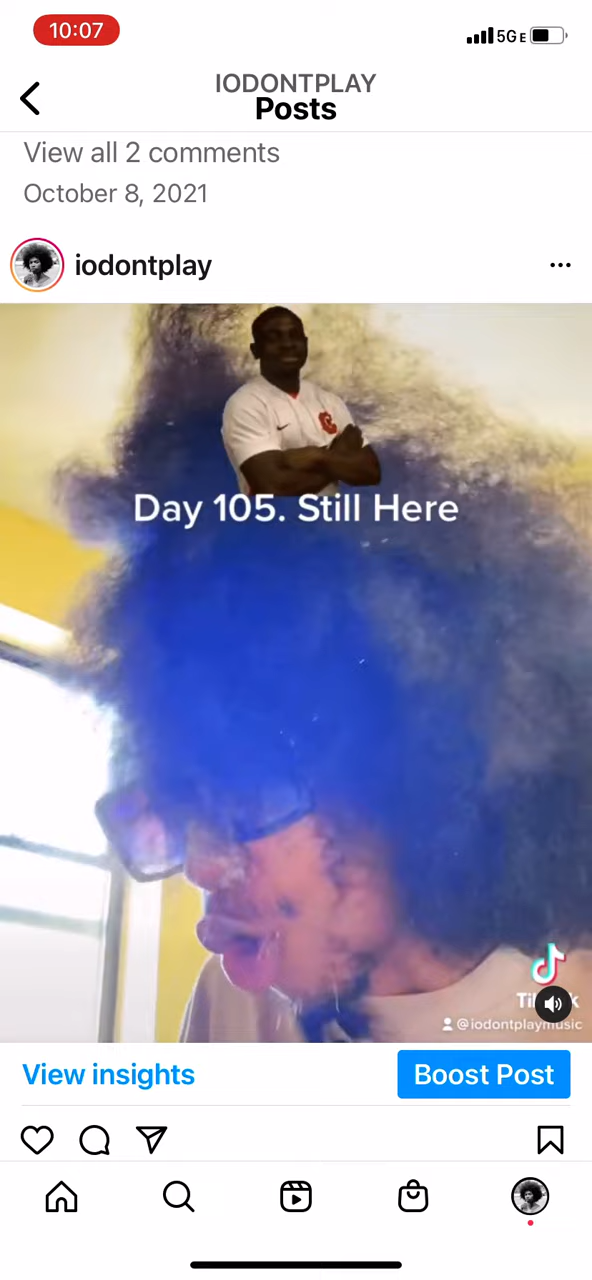 10:07
5G E
IODONTPLAY
Posts
View all 2 comments
October 8, 2021
iodontplay
Day 105. Still Here
@iodontplaymusic
View insights
Boost Post